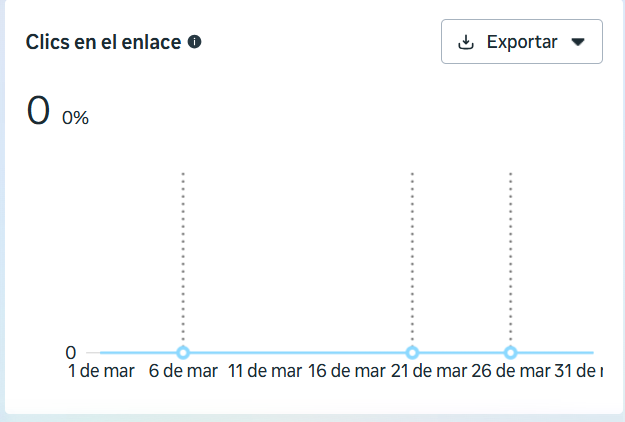 Clics en el enlace
Exportar
0 0%
0
1 de mar 6 de mar 11 de mar 16 de mar 21 de mar 26 de mar 31 de